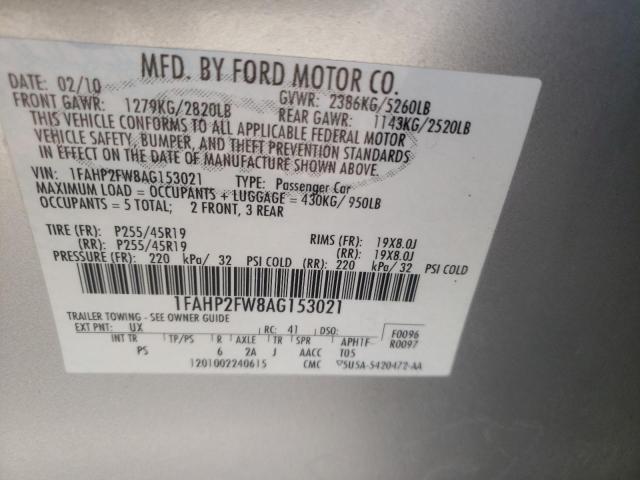 MFD. BY FORD MOTOR CO.
DATE: 02/10 GVWR: 2386KG/5260LB
FRONT GAWR: 1279KG/2820LB REAR GAWR: 1143KG/2520LB
THIS VEHICLE CONFORMS TO ALL APPLICABLE FEDERAL MOTOR
VEHICLE SAFETY, BUMPER, AND THEFT PREVENTION STANDARDS
IN EFFECT ON THE DATE OF MANUFACTURE SHOWN ABOVE.
VIN: 1FAHP2FW8AG153021 TYPE: Passenger Car
MAXIMUM LOAD = OCCUPANTS + LUGGAGE = 430KG/ 950LB
OCCUPANTS = 5 TOTAL; 2 FRONT, 3 REAR
TIRE (FR): P255/45R19 RIMS (FR): 19X8.0J
(RR): P255/45R19 (RR): 19X8.0J
PRESSURE (FR): 220 kPa/ 32 PSI COLD (RR): 220 kPa/ 32 PSI COLD
1FAHP2FW8AG153021
TRAILER TOWING - SEE OWNER GUIDE
EXT PNT: UX RC: 41 DSO: F0096
INT TR TP/PS R AXLE TR SPR APH1F R0097
PS 6 2A J AACC T05
1201002240615 CMC ▽5U5A-5420472-AA